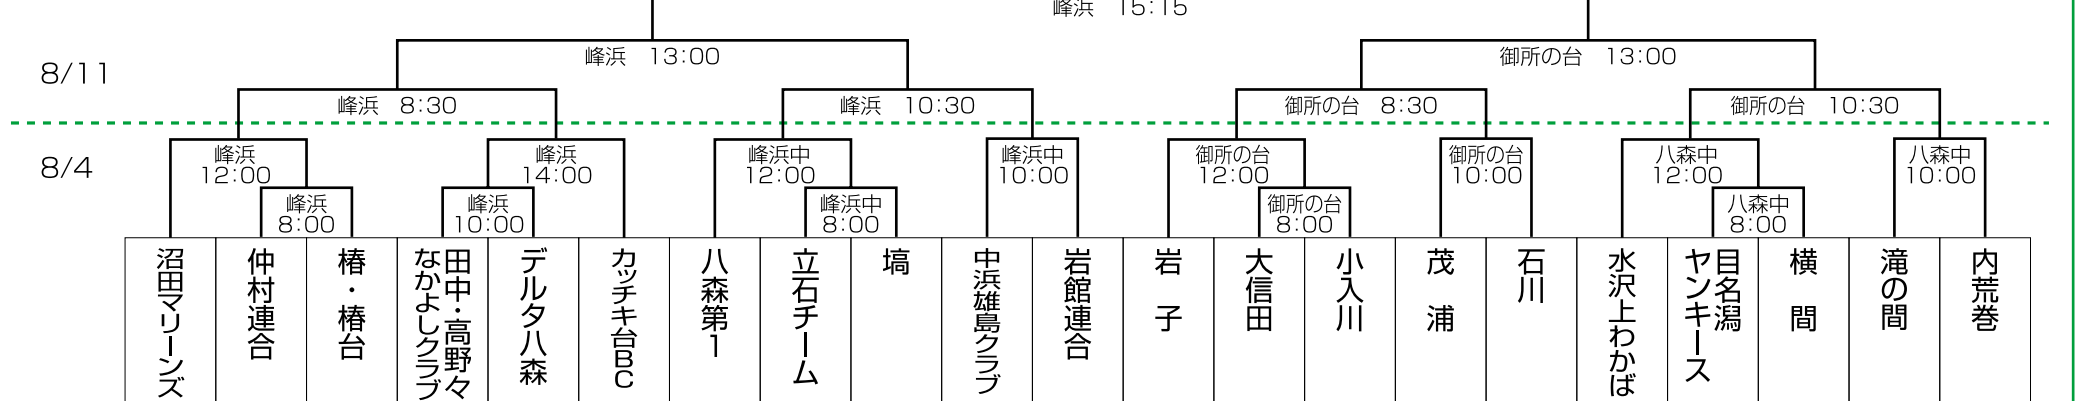 峰浜 15:15
峰浜 13:00
御所の台 13:00
8/11
峰浜 8:30
峰浜 10:30
御所の台 8:30
御所の台 10:30
8/4
峰浜
12:00
峰浜
14:00
峰浜中
12:00
峰浜中
10:00
御所の台
12:00
御所の台
10:00
八森中
12:00
八森中
10:00
峰浜
8:00
峰浜
10:00
峰浜中
8:00
御所の台
8:00
八森中
8:00
沼田マリーンズ
仲村連合
椿・椿台
田中・高野々
なかよしクラブ
デルタ八森
カッチキ台BC
八森第1
立石チーム
塙
中浜雄島クラブ
岩館連合
岩子
大信田
小入川
茂浦
石川
水沢上わかば
目名潟
ヤンキース
横間
滝の間
内荒巻